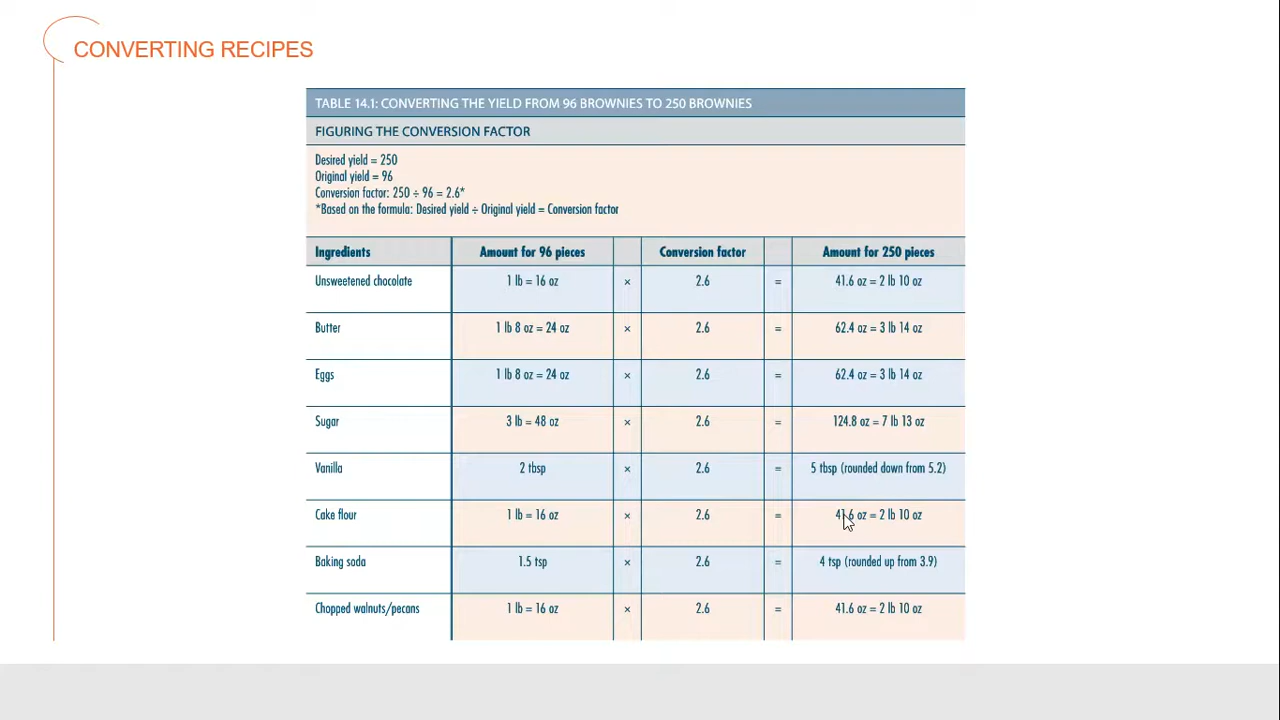 CONVERTING RECIPES
TABLE 14.1: CONVERTING THE YIELD FROM 96 BROWNIES TO 250 BROWNIES
FIGURING THE CONVERSION FACTOR
Desired yield = 250
Original yield = 96
Conversion factor: 250 ÷ 96 = 2.6*
*Based on the formula: Desired yield ÷ Original yield = Conversion factor
Ingredients Amount for 96 pieces Conversion factor Amount for 250 pieces
Unsweetened chocolate 1 lb = 16 oz × 2.6 = 41.6 oz = 2 lb 10 oz
Butter 1 lb 8 oz = 24 oz × 2.6 = 62.4 oz = 3 lb 14 oz
Eggs 1 lb 8 oz = 24 oz × 2.6 = 62.4 oz = 3 lb 14 oz
Sugar 3 lb = 48 oz × 2.6 = 124.8 oz = 7 lb 13 oz
Vanilla 2 tbsp × 2.6 = 5 tbsp (rounded down from 5.2)
Cake flour 1 lb = 16 oz × 2.6 = 41.6 oz = 2 lb 10 oz
Baking soda 1.5 tsp × 2.6 = 4 tsp (rounded up from 3.9)
Chopped walnuts/pecans 1 lb = 16 oz × 2.6 = 41.6 oz = 2 lb 10 oz